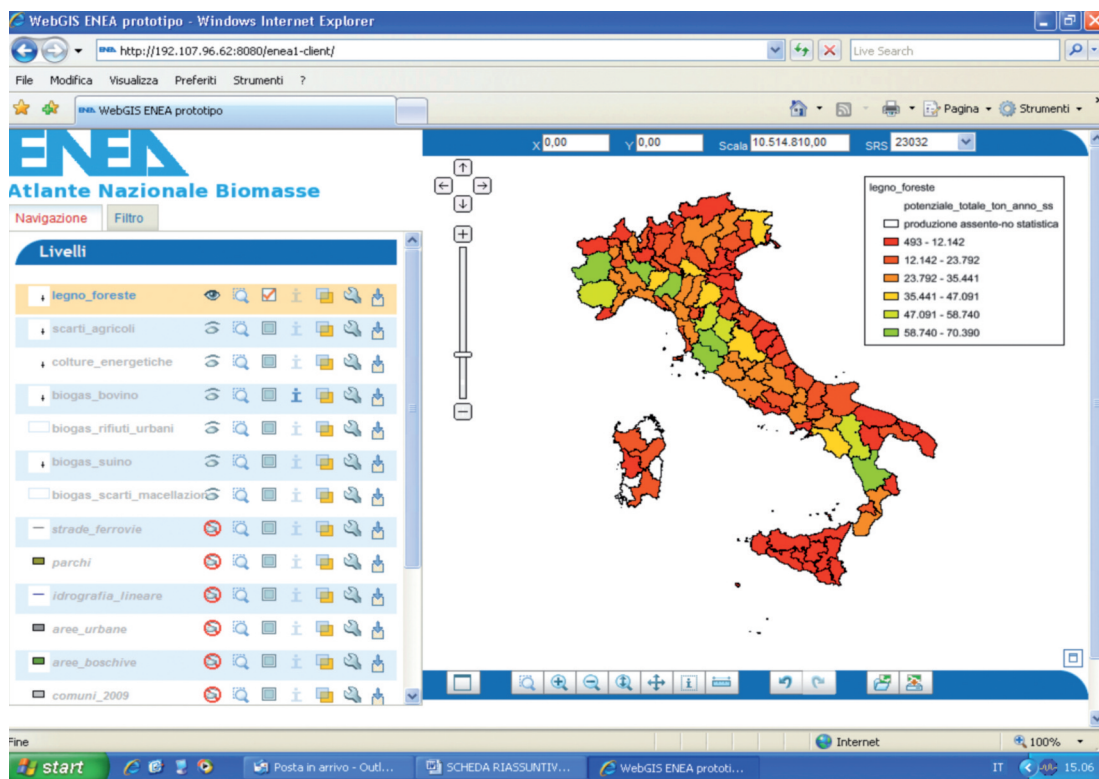 WebGIS ENEA prototipo - Windows Internet Explorer
http://192.107.96.62:8080/enea1-client/
Live Search
File Modifica Visualizza Preferiti Strumenti ?
WebGIS ENEA prototipo
Pagina
Strumenti
ENEA
Atlante Nazionale Biomasse
Navigazione
Filtro
Livelli
legno_foreste
scarti_agricoli
colture_energetiche
biogas_bovino
biogas_rifiuti_urbani
biogas_suino
biogas_scarti_macellazion
strade_ferrovie
parchi
idrografia_lineare
aree_urbane
aree_boschive
comuni_2009
X 0,00 Y 0,00 Scala 10.514.810,00 SRS 23032
legno_foreste
potenziale_totale_ton_anno_ss
produzione assente-no statistica
493 - 12.142
12.142 - 23.792
23.792 - 35.441
35.441 - 47.091
47.091 - 58.740
58.740 - 70.390
Fine
Internet
100%
start
Posta in arrivo - Outl...
SCHEDA RIASSUNTIV...
WebGIS ENEA prototi...
IT
15.06